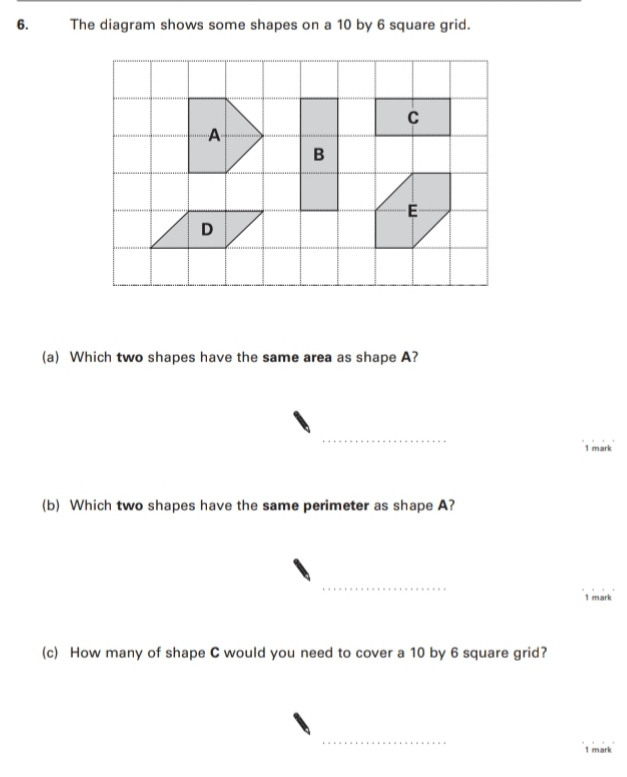 6. The diagram shows some shapes on a 10 by 6 square grid.
A
B
C
D
E
(a) Which two shapes have the same area as shape A?
1 mark
(b) Which two shapes have the same perimeter as shape A?
1 mark
(c) How many of shape C would you need to cover a 10 by 6 square grid?
1 mark